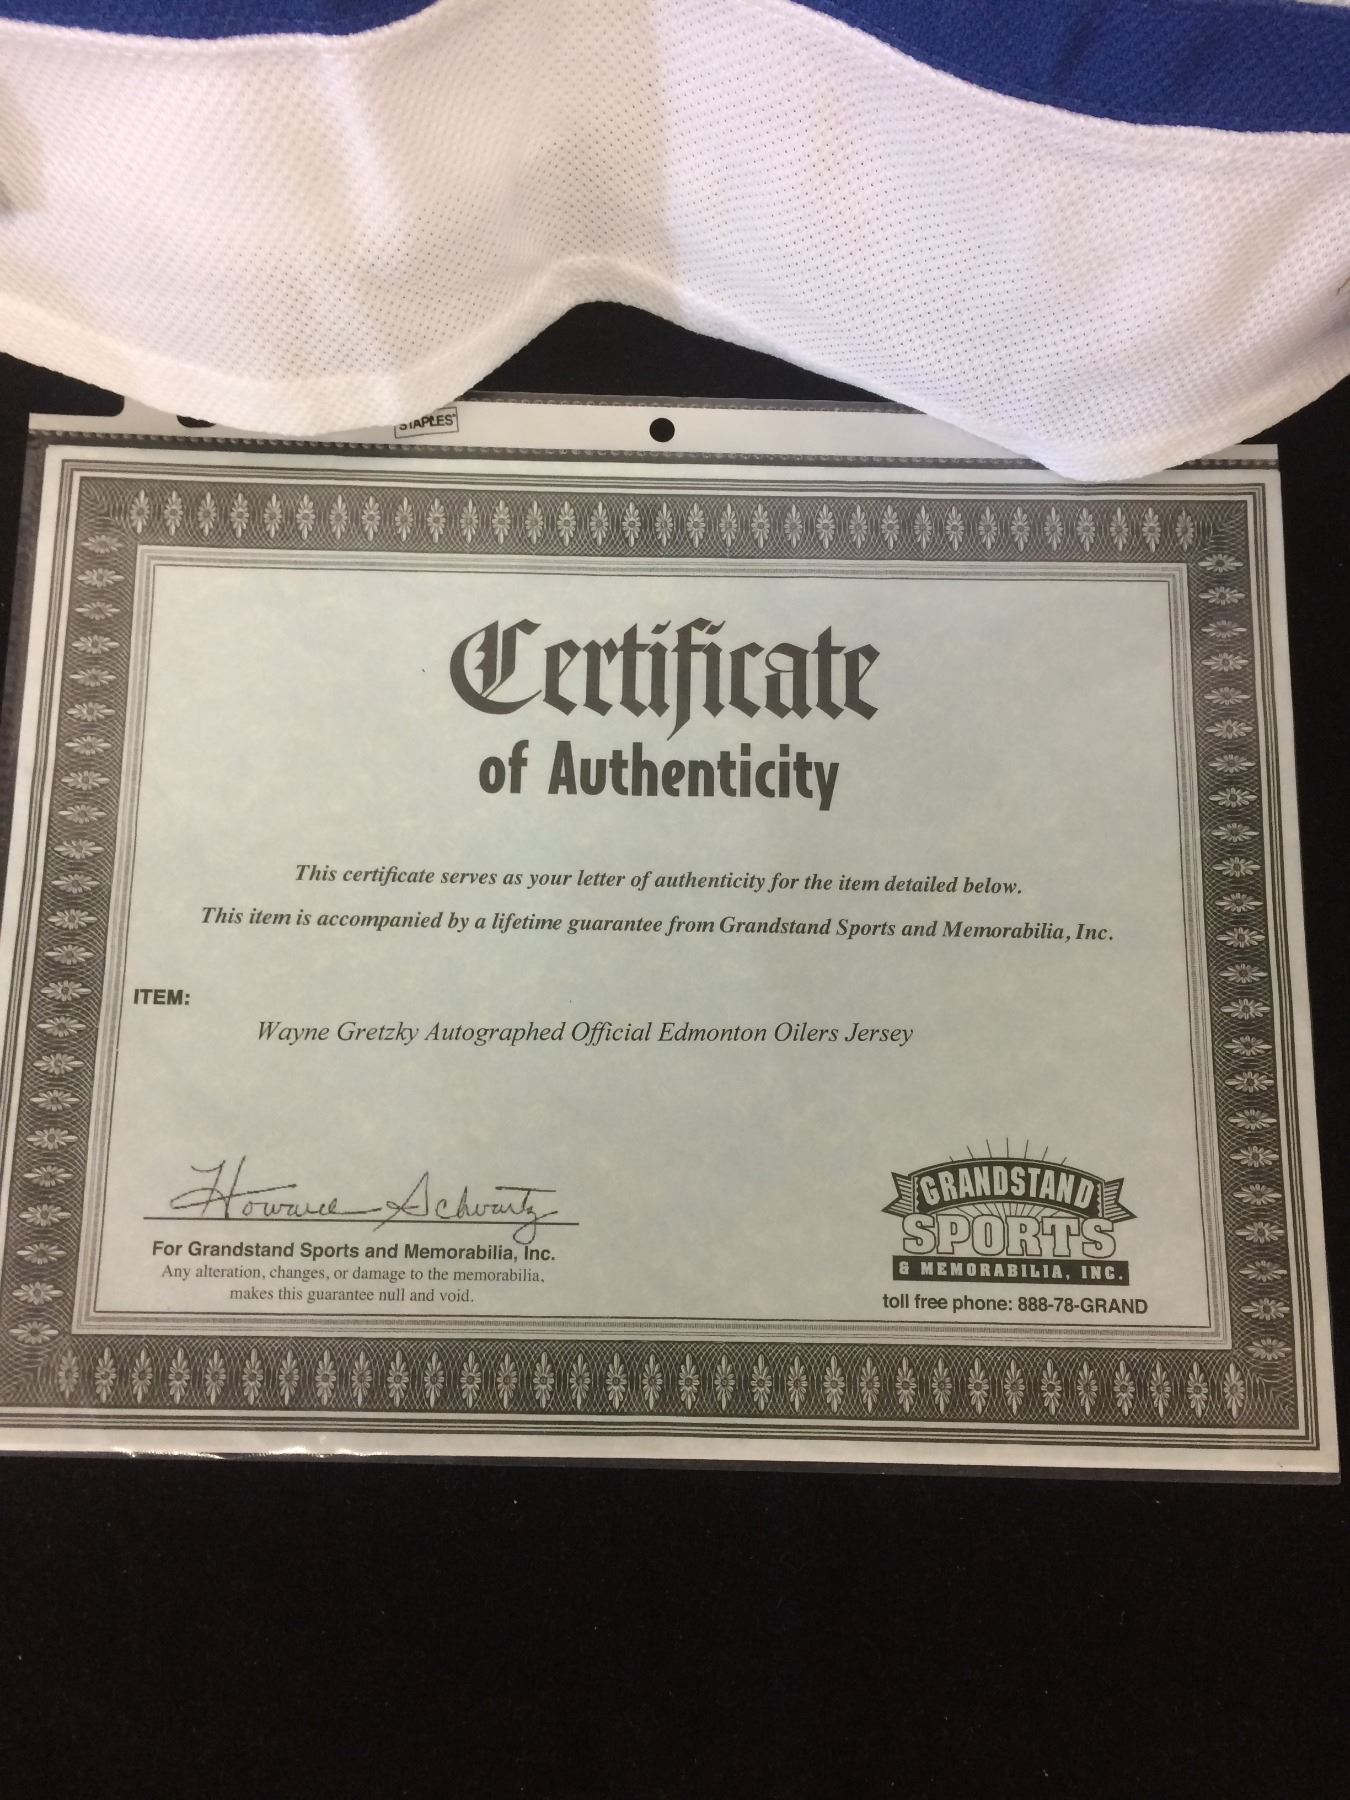 STAPLES
Certificate
of Authenticity
This certificate serves as your letter of authenticity for the item detailed below.
This item is accompanied by a lifetime guarantee from Grandstand Sports and Memorabilia, Inc.
ITEM:
Wayne Gretzky Autographed Official Edmonton Oilers Jersey
Howard Schwartz
For Grandstand Sports and Memorabilia, Inc.
Any alteration, changes, or damage to the memorabilia,
makes this guarantee null and void.
GRANDSTAND
SPORTS
& MEMORABILIA, INC.
toll free phone: 888-78-GRAND